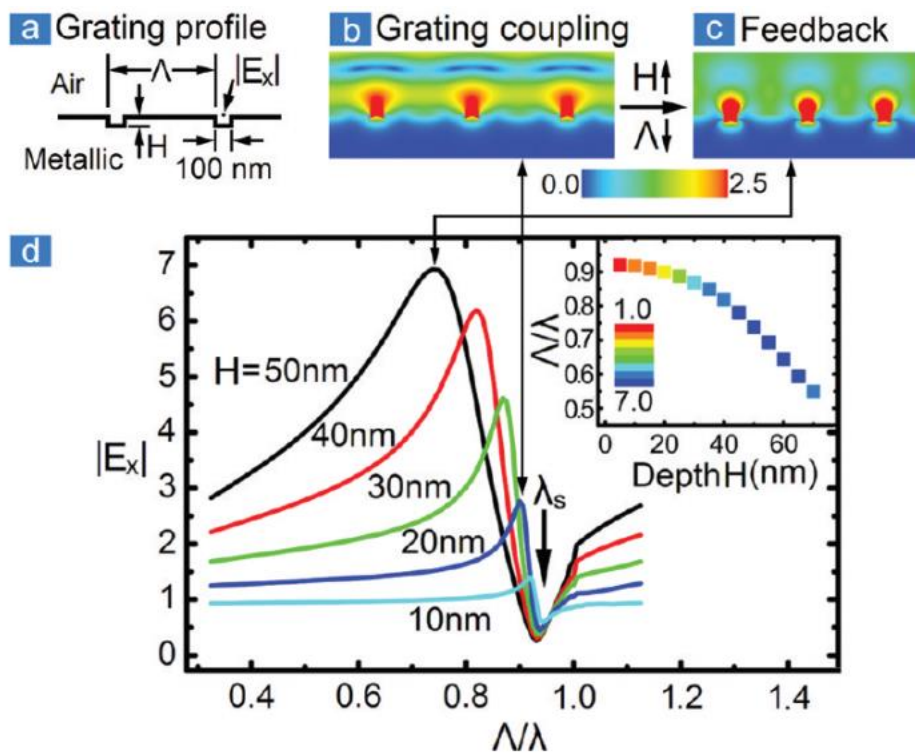 a Grating profile
b Grating coupling
c Feedback
Air
Λ
|Eₓ|
H
Metallic
100 nm
H↑
Λ↓
0.0
2.5
d
7
6
5
4
3
2
1
0
|Eₓ|
H=50nm
40nm
30nm
20nm
10nm
λₛ
0.4
0.6
0.8
1.0
1.2
1.4
Λ/λ
0.9
0.8
0.7
0.6
0.5
Λ/λ
1.0
7.0
0
20
40
60
DepthH(nm)